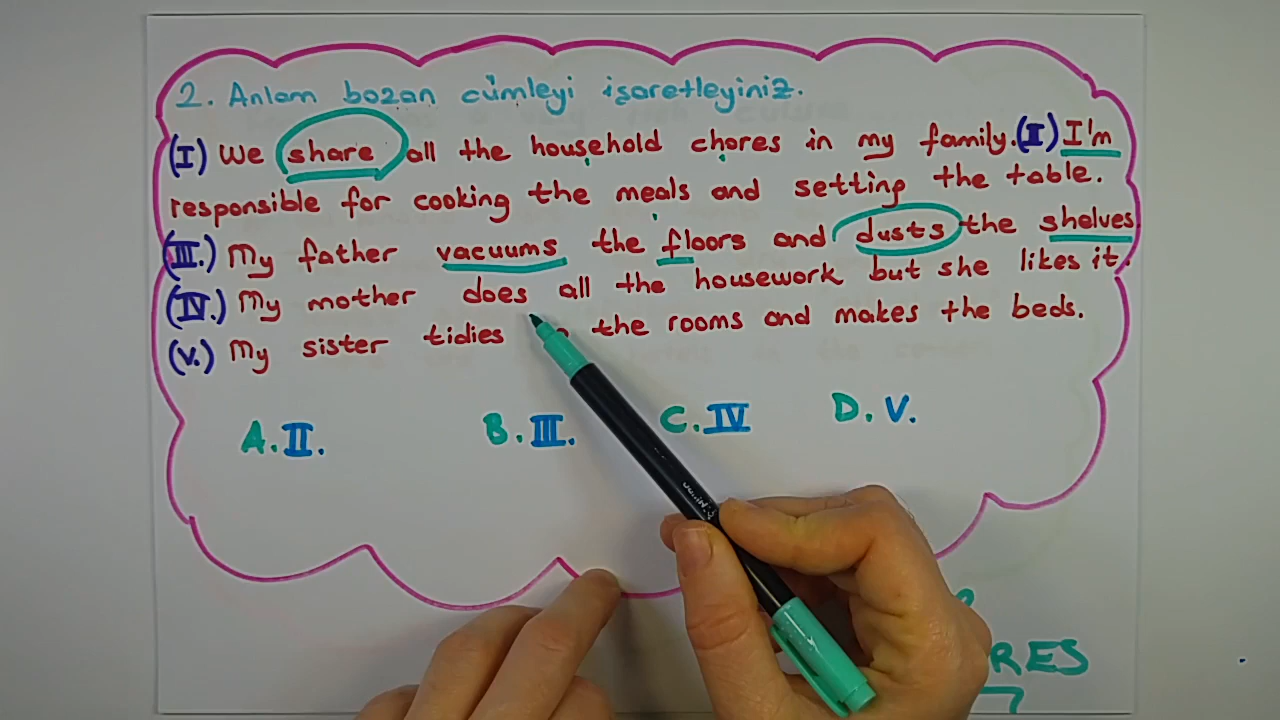 2. Anlam bozan cümleyi işaretleyiniz.
(I) We share all the household chores in my family. (II) I'm
responsible for cooking the meals and setting the table.
(III.) My father vacuums the floors and dusts the shelves
(IV.) My mother does all the housework but she likes it
(V.) My sister tidies the rooms and makes the beds.
A. II. B. III. C. IV D. V.
RES